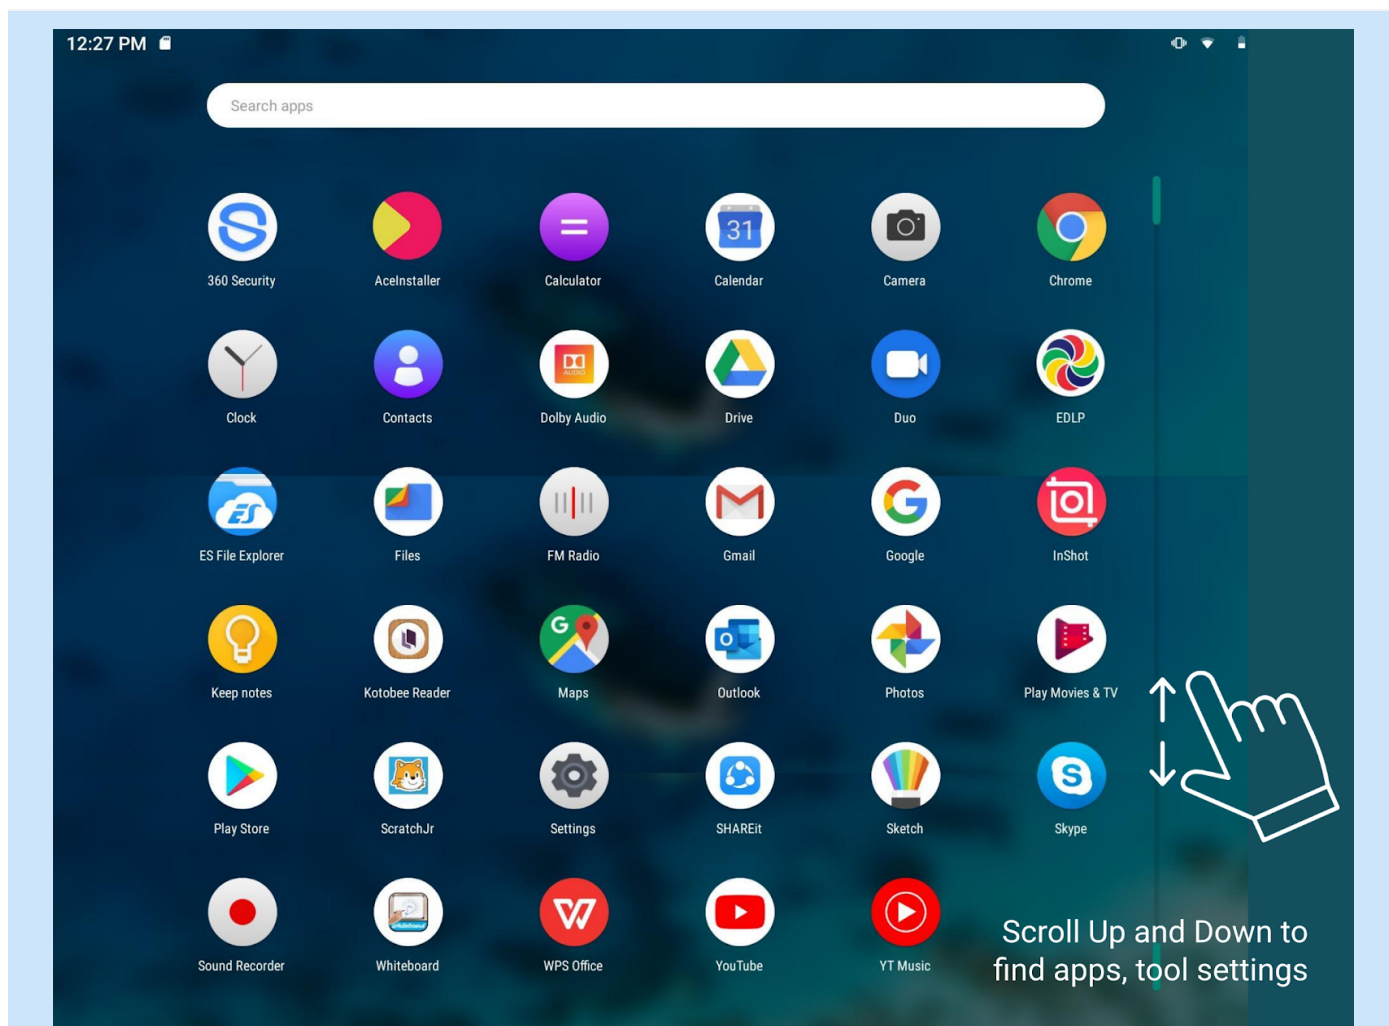 12:27 PM
Search apps
360 Security AceInstaller Calculator Calendar Camera Chrome
31
Clock Contacts Dolby Audio Drive Duo EDLP
AUDIO
ES File Explorer Files FM Radio Gmail Google InShot
ES
G
Keep notes Kotobee Reader Maps Outlook Photos Play Movies & TV
G
O
Play Store ScratchJr Settings SHAREit Sketch Skype
S
Sound Recorder Whiteboard WPS Office YouTube YT Music
W
Scroll Up and Down to
find apps, tool settings